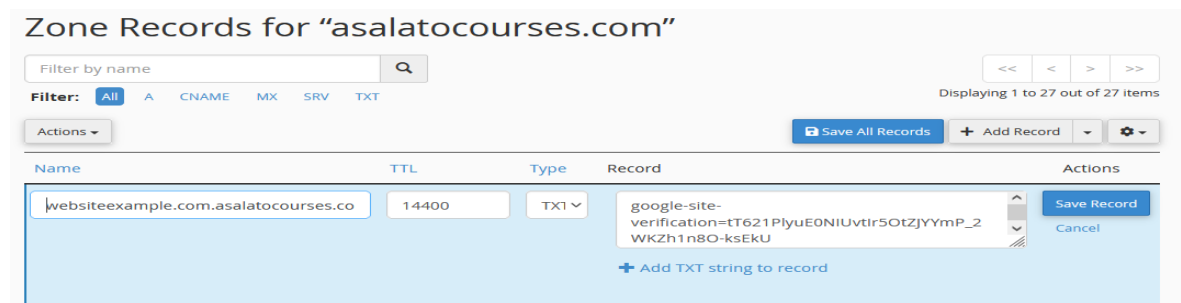 Zone Records for “asalatocourses.com”
Filter by name
<< < > >>
Filter: All A CNAME MX SRV TXT
Displaying 1 to 27 out of 27 items
Actions
Save All Records + Add Record
Name TTL Type Record Actions
websiteexample.com.asalatocourses.co 14400 TXT google-site-
verification=tT621PlyuE0NIUvtIr5OtZJYYmP_2
WKZh1n8O-ksEkU
Save Record
Cancel
+ Add TXT string to record